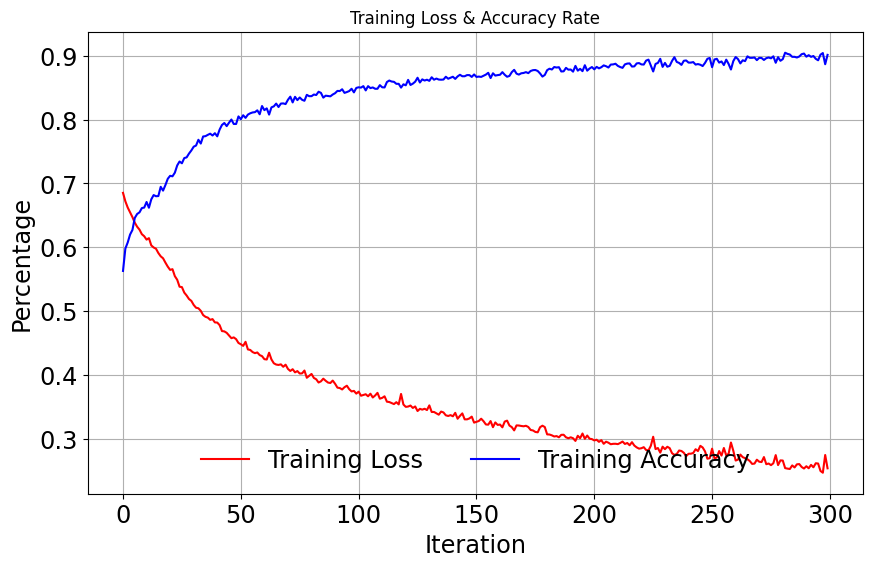 Training Loss & Accuracy Rate
0.9
0.8
0.7
0.6
0.5
0.4
0.3
Percentage
Training Loss
Training Accuracy
0 50 100 150 200 250 300
Iteration